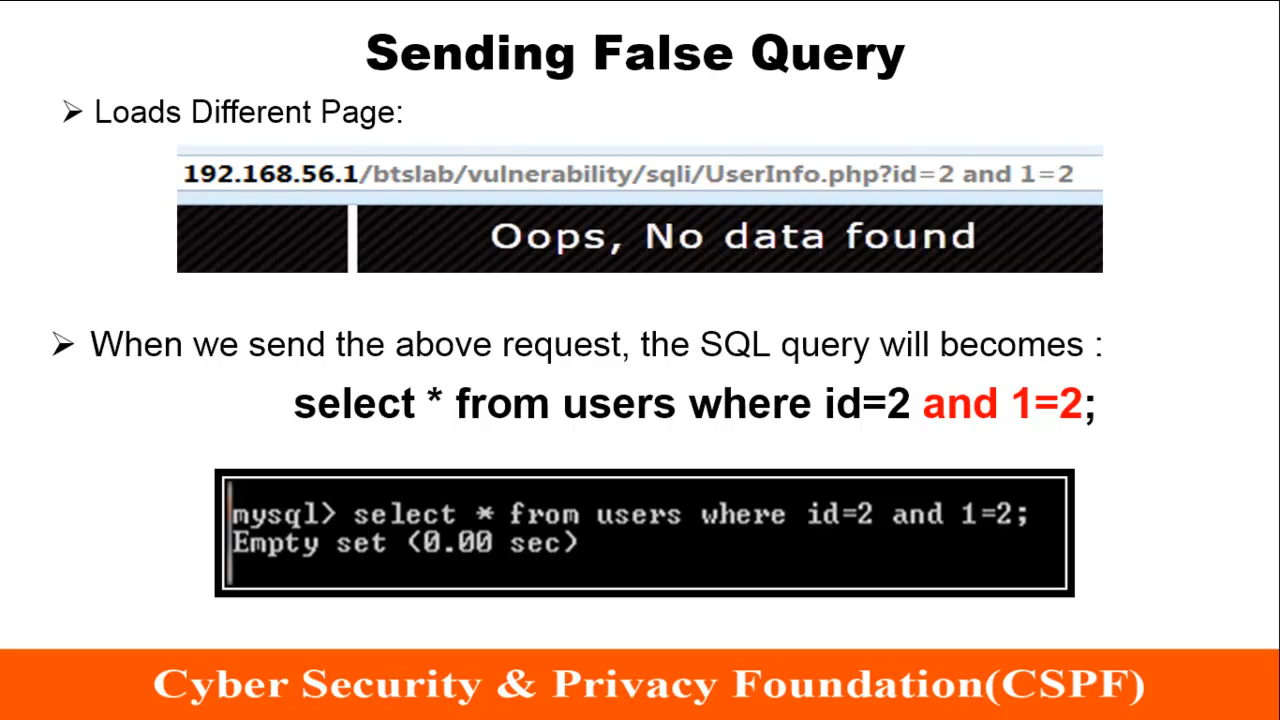 Sending False Query
➢ Loads Different Page:
192.168.56.1/btslab/vulnerability/sqli/UserInfo.php?id=2 and 1=2
Oops, No data found
➢ When we send the above request, the SQL query will becomes :
select * from users where id=2 and 1=2;
mysql> select * from users where id=2 and 1=2;
Empty set (0.00 sec)
Cyber Security & Privacy Foundation(CSPF)